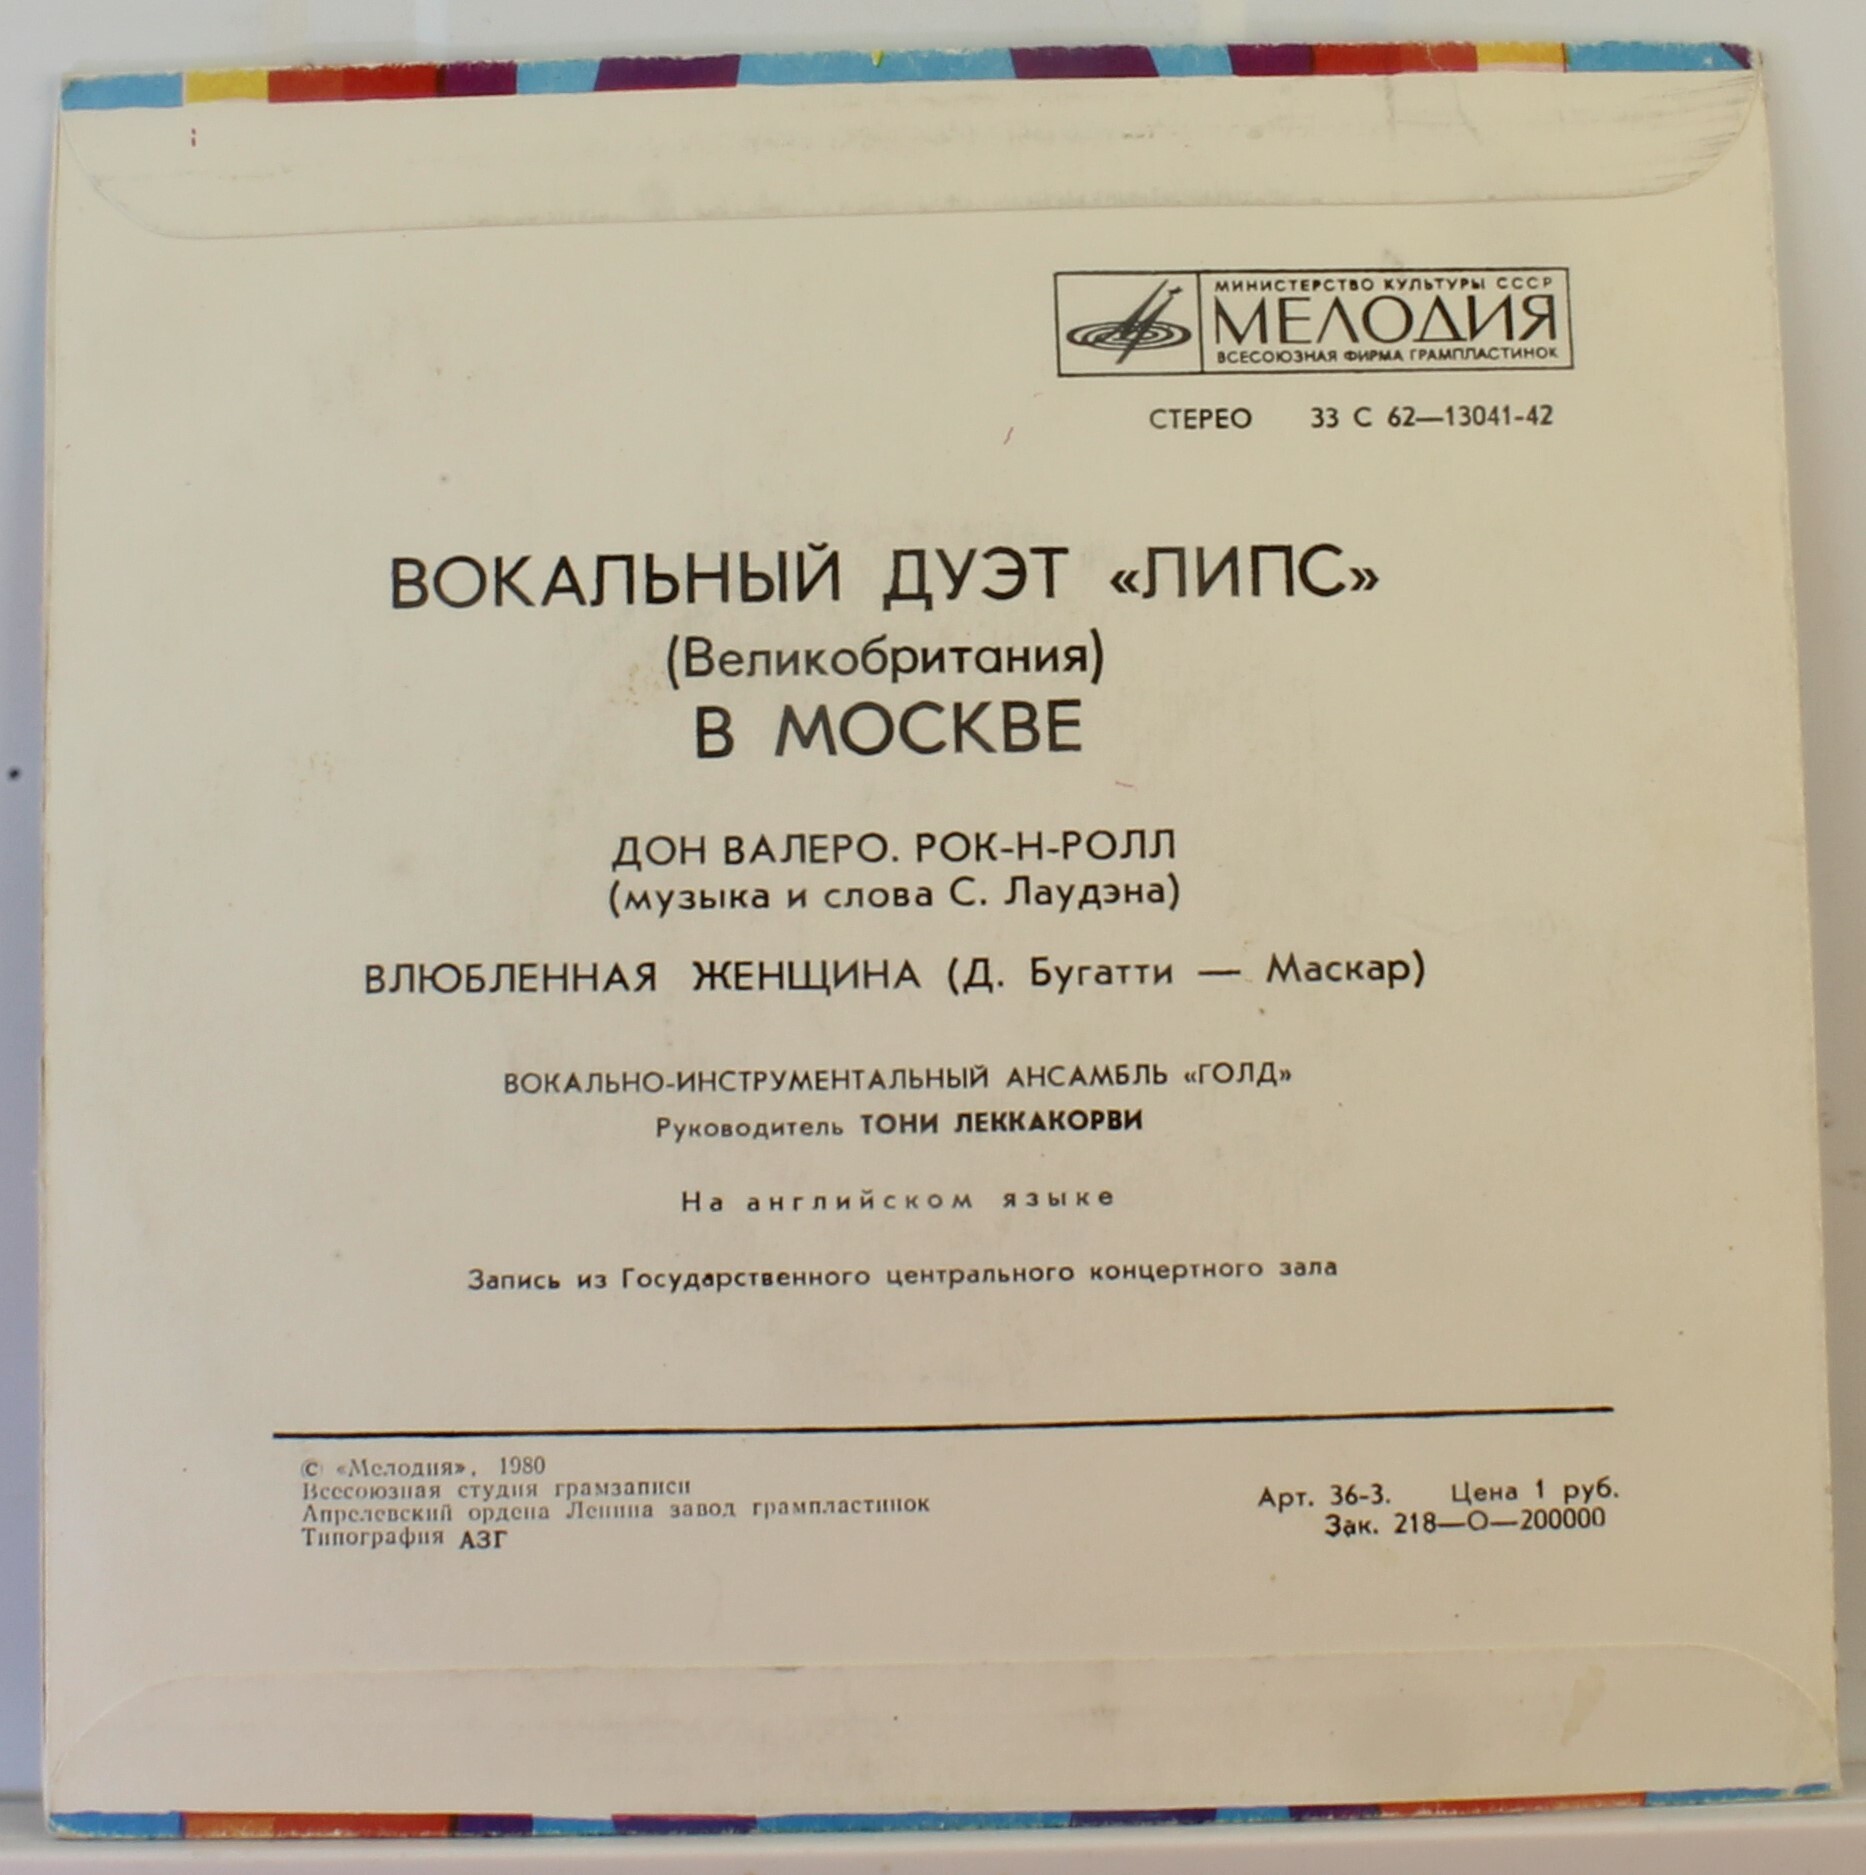 МИНИСТЕРСТВО КУЛЬТУРЫ СССР
МЕЛОДИЯ
ВСЕСОЮЗНАЯ ФИРМА ГРАМПЛАСТИНОК
СТЕРЕО 33 С 62—13041-42
ВОКАЛЬНЫЙ ДУЭТ «ЛИПС»
(Великобритания)
В МОСКВЕ
ДОН ВАЛЕРО. РОК-Н-РОЛЛ
(музыка и слова С. Лаудэна)
ВЛЮБЛЕННАЯ ЖЕНЩИНА (Д. Бугатти — Маскар)
ВОКАЛЬНО-ИНСТРУМЕНТАЛЬНЫЙ АНСАМБЛЬ «ГОЛД»
Руководитель ТОНИ ЛЕККАКОРВИ
На английском языке
Запись из Государственного центрального концертного зала
© «Мелодия», 1980
Всесоюзная студия грамзаписи
Апрелевский ордена Ленина завод грампластинок
Типография АЗГ
Арт. 36-3. Цена 1 руб.
Зак. 218—О—200000